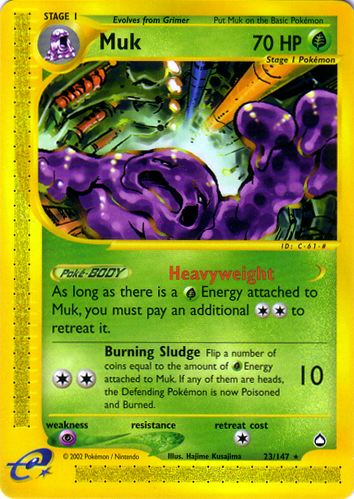 STAGE 1 Evolves from Grimer Put Muk on the Basic Pokémon
Muk 70 HP
Stage 1 Pokémon
ID: C-61-#
Poké-BODY Heavyweight
As long as there is a Energy attached to
Muk, you must pay an additional to
retreat it.
Burning Sludge Flip a number of
coins equal to the amount of Energy
attached to Muk. If any of them are heads,
the Defending Pokémon is now Poisoned
and Burned.
10
weakness resistance retreat cost
e
© 2002 Pokémon / Nintendo Illus. Hajime Kusajima 23/147 ★